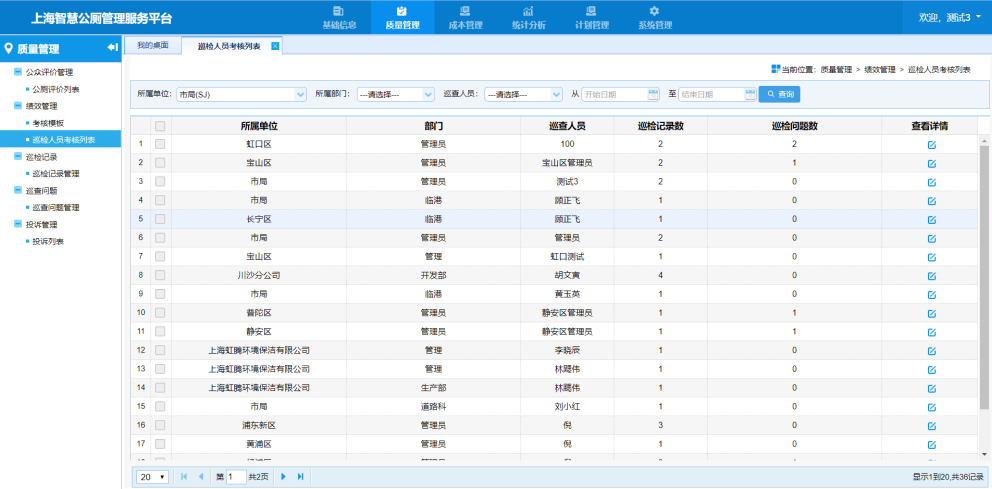 上海智慧公厕管理服务平台
基础信息 质量管理 成本管理 统计分析 计划管理 系统管理
欢迎, 测试3
质量管理
公众评价管理
公厕评价列表
绩效管理
考核模板
巡检人员考核列表
巡检记录
巡检记录管理
巡查问题
巡查问题管理
投诉管理
投诉列表
我的桌面 巡检人员考核列表
当前位置: 质量管理 > 绩效管理 > 巡检人员考核列表
所属单位: 市局(SJ) 所属部门: ---请选择--- 巡查人员: ---请选择--- 从 开始日期 至 结束日期 查询
所属单位 部门 巡查人员 巡检记录数 巡检问题数 查看详情
1 虹口区 管理员 100 2 2
2 宝山区 管理员 宝山区管理员 2 1
3 市局 管理员 测试3 2 0
4 市局 临港 顾正飞 1 0
5 长宁区 临港 顾正飞 1 0
6 市局 管理员 管理员 2 0
7 宝山区 管理 虹口测试 1 0
8 川沙分公司 开发部 胡文寅 4 0
9 市局 临港 黄玉英 1 0
10 普陀区 管理员 静安区管理员 1 1
11 静安区 管理员 静安区管理员 1 1
12 上海虹腾环境保洁有限公司 管理 李晓辰 1 0
13 上海虹腾环境保洁有限公司 管理 林飓伟 1 0
14 上海虹腾环境保洁有限公司 生产部 林飓伟 1 0
15 市局 道路科 刘小红 1 0
16 浦东新区 管理员 倪 3 0
17 黄浦区 管理员 倪 1 0
20 第 1 共2页 显示1到20,共36记录